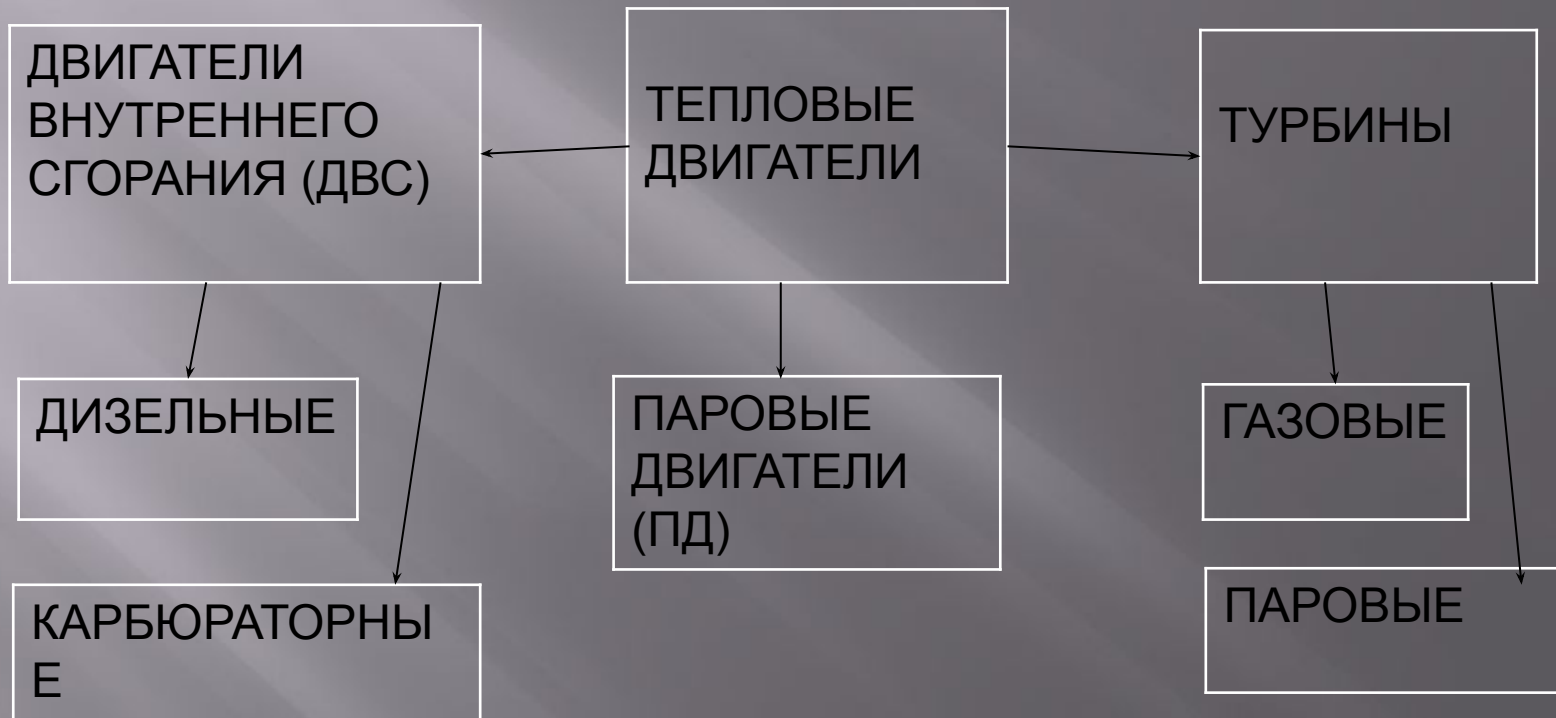 ДВИГАТЕЛИ
ВНУТРЕННЕГО
СГОРАНИЯ (ДВС)
ТЕПЛОВЫЕ
ДВИГАТЕЛИ
ТУРБИНЫ
ДИЗЕЛЬНЫЕ
ПАРОВЫЕ
ДВИГАТЕЛИ
(ПД)
ГАЗОВЫЕ
КАРБЮРАТОРНЫ
Е
ПАРОВЫЕ